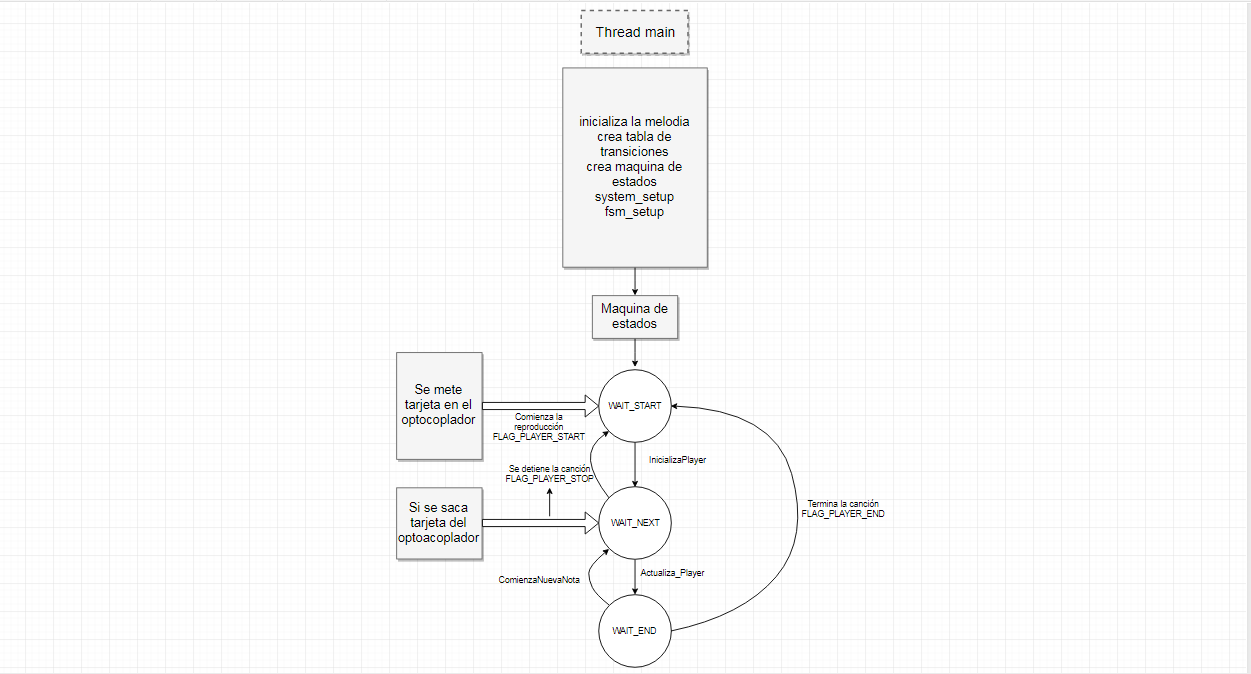 Thread main
inicializa la melodia
crea tabla de
transiciones
crea maquina de
estados
system_setup
fsm_setup
Maquina de
estados
Se mete
tarjeta en el
optocoplador
Comienza la
reproducción
FLAG_PLAYER_START
WAIT_START
InicializaPlayer
Se detiene la canción
FLAG_PLAYER_STOP
Si se saca
tarjeta del
optoacoplador
WAIT_NEXT
Termina la canción
FLAG_PLAYER_END
ComienzaNuevaNota
Actualiza_Player
WAIT_END